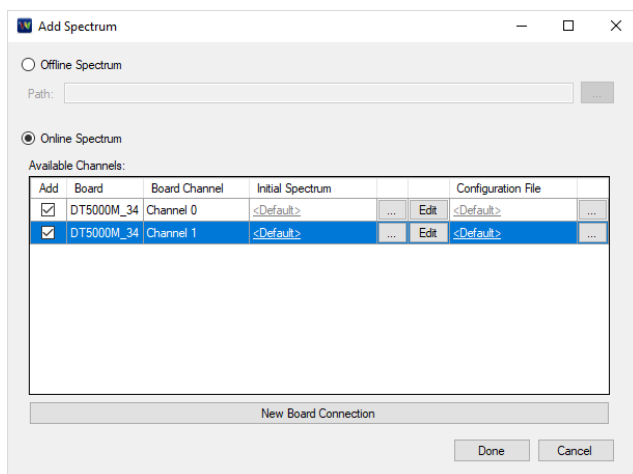 Add Spectrum
Offline Spectrum
Path: ...
Online Spectrum
Available Channels:
Add Board Board Channel Initial Spectrum Configuration File
DT5000M_34 Channel 0 <Default> ... Edit <Default> ...
DT5000M_34 Channel 1 <Default> ... Edit <Default> ...
New Board Connection
Done Cancel